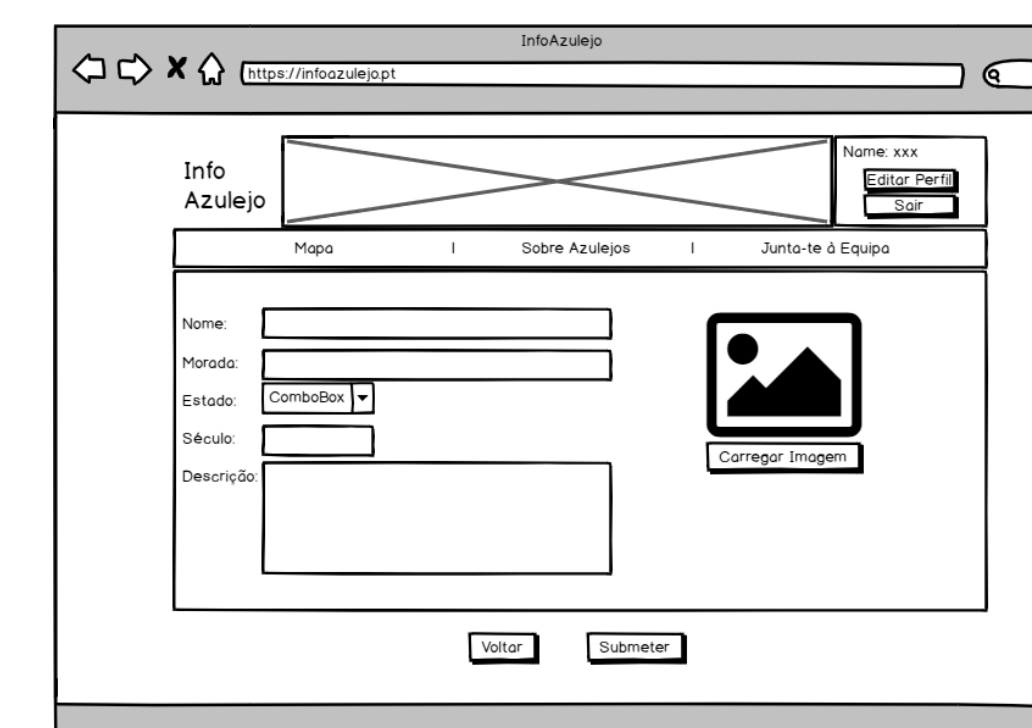 InfoAzulejo
https://infoazulejo.pt
Info
Azulejo
Name: xxx
Editar Perfil
Sair
Mapa | Sobre Azulejos | Junta-te à Equipa
Nome:
Morada:
Estado: ComboBox
Século:
Descrição:
Carregar Imagem
Voltar Submeter